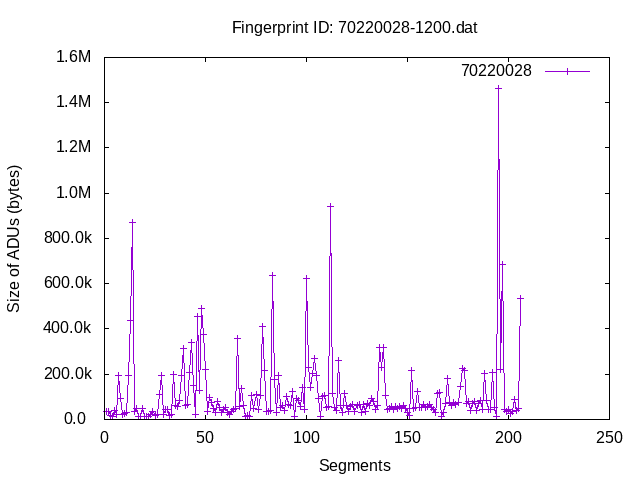 Fingerprint ID: 70220028-1200.dat
1.6M
70220028
1.4M
1.2M
1.0M
800.0k
600.0k
400.0k
200.0k
0.0
Size of ADUs (bytes)
0 50 100 150 200 250
Segments